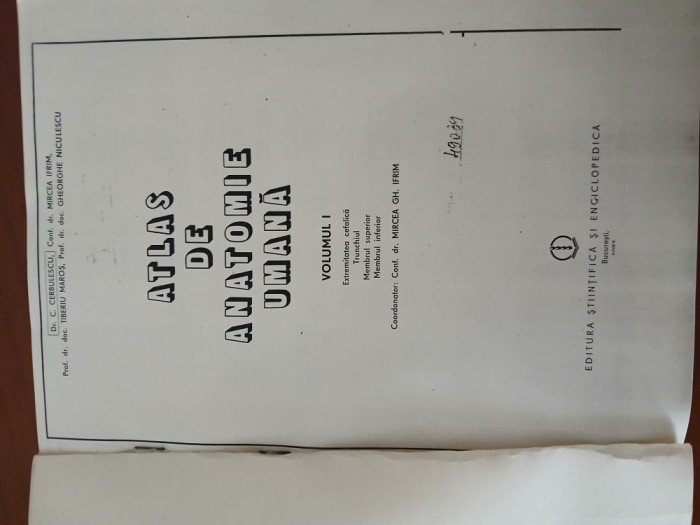 Dr. C. CERBULESCU, Conf. dr. MIRCEA IFRIM,
Prof. dr. doc. TIBERIU MAROȘ, Prof. dr. doc. GHEORGHE NICULESCU
ATLAS
DE
ANATOMIE
UMANĂ
VOLUMUL I
Extremitatea cefalică
Trunchiul
Membrul superior
Membrul inferior
Coordonator: Conf. dr. MIRCEA GH. IFRIM
49039
EDITURA ȘTIINȚIFICĂ ȘI ENCICLOPEDICĂ
București,